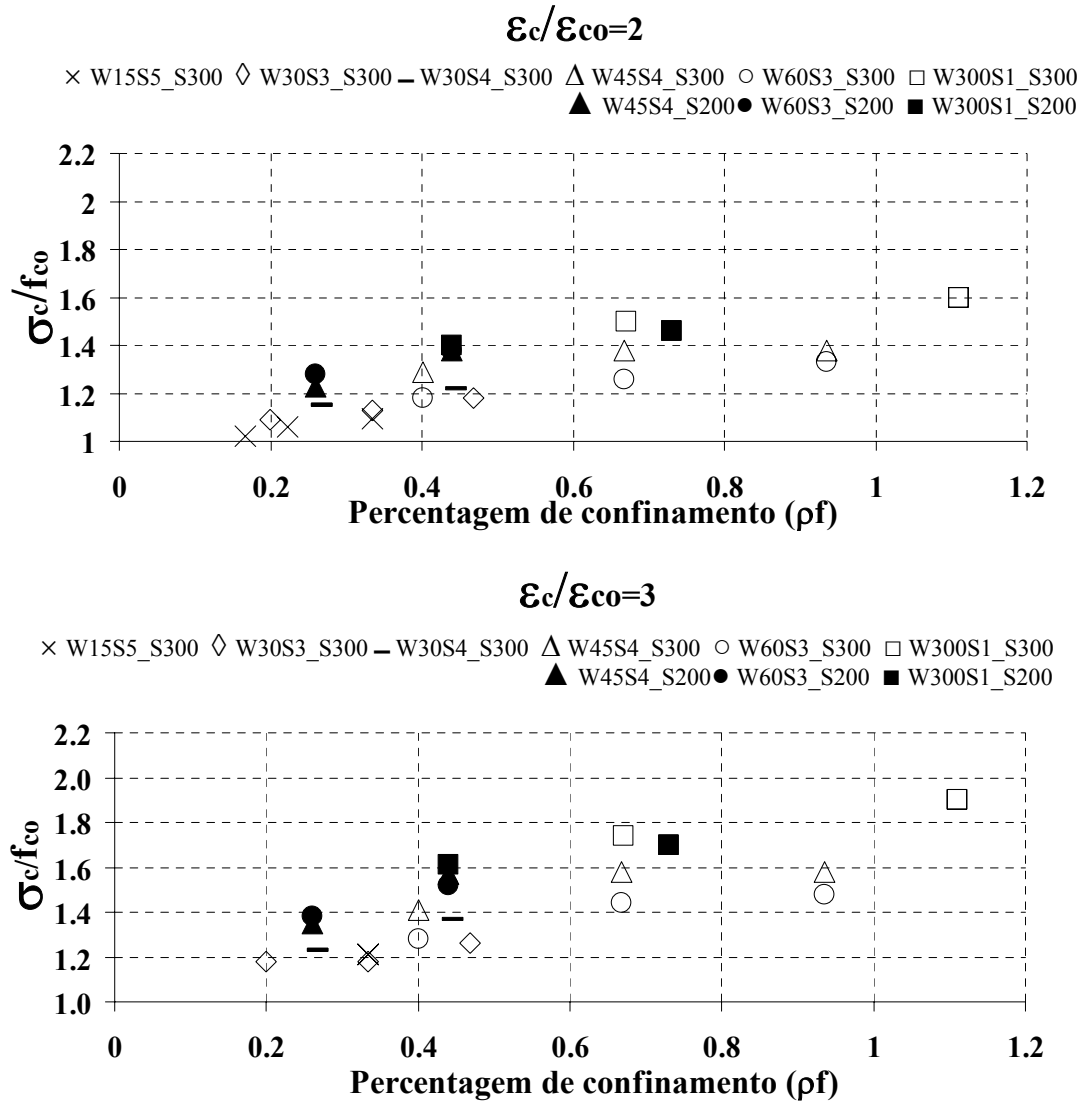 εc/εco=2
W15S5_S300 W30S3_S300 W30S4_S300 W45S4_S300 W60S3_S300 W300S1_S300
W45S4_S200 W60S3_S200 W300S1_S200
2.2
2
1.8
1.6
1.4
1.2
1
σc/fco
0 0.2 0.4 0.6 0.8 1 1.2
Percentagem de confinamento (ρf)
εc/εco=3
W15S5_S300 W30S3_S300 W30S4_S300 W45S4_S300 W60S3_S300 W300S1_S300
W45S4_S200 W60S3_S200 W300S1_S200
2.2
2.0
1.8
1.6
1.4
1.2
1.0
σc/fco
0 0.2 0.4 0.6 0.8 1 1.2
Percentagem de confinamento (ρf)